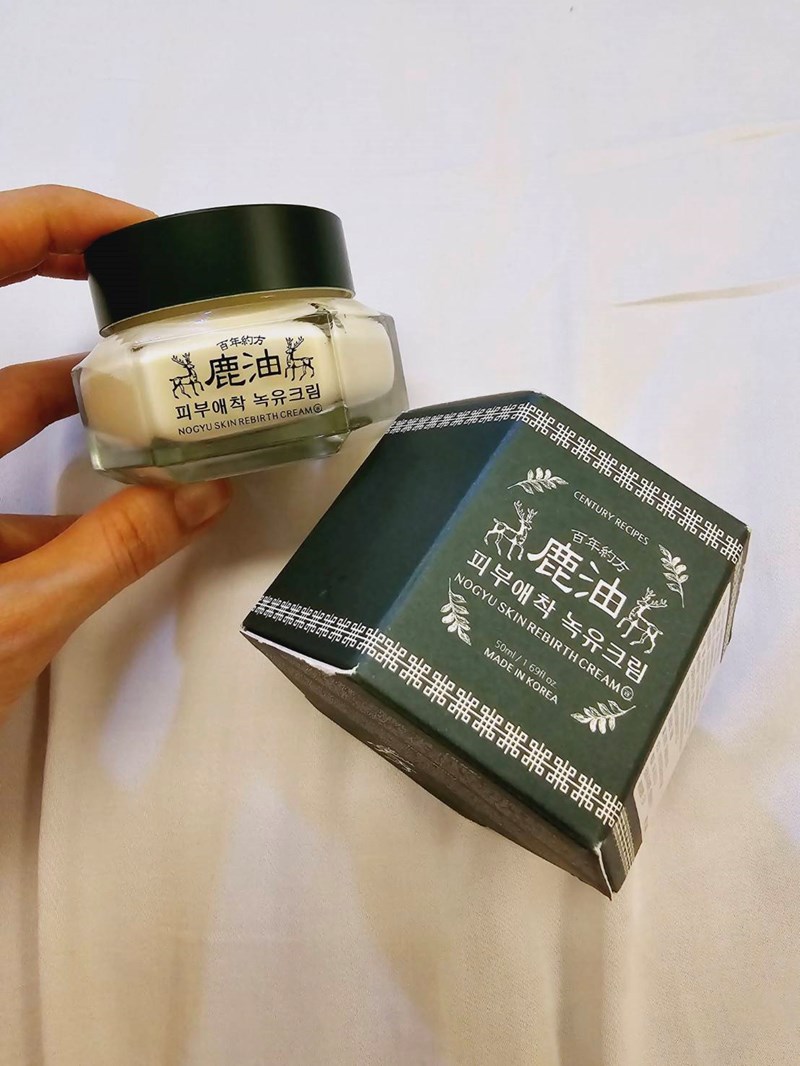 百年約方
鹿油
피부애착 녹유크림
NOGYU SKIN REBIRTH CREAM
CENTURY RECIPES
百年約方
鹿油
피부애착 녹유크림
NOGYU SKIN REBIRTH CREAM
50ml / 1.69fl oz.
MADE IN KOREA